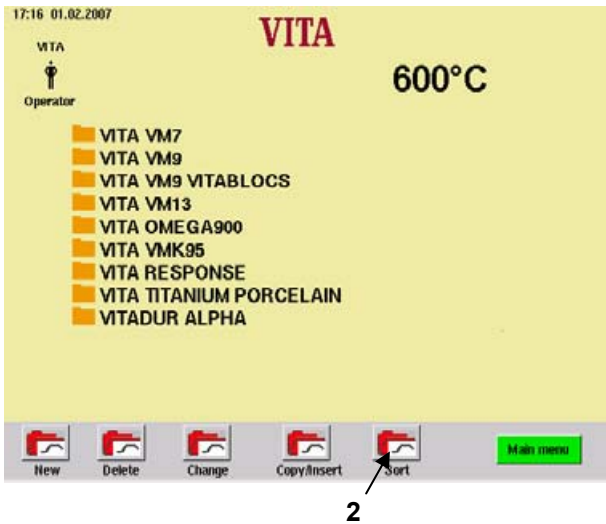 17:16 01.02.2007
VITA
VITA
600°C
Operator
VITA VM7
VITA VM9
VITA VM9 VITABLOCS
VITA VM13
VITA OMEGA900
VITA VMK95
VITA RESPONSE
VITA TITANIUM PORCELAIN
VITADUR ALPHA
New Delete Change Copy/Insert Sort Main menu
2